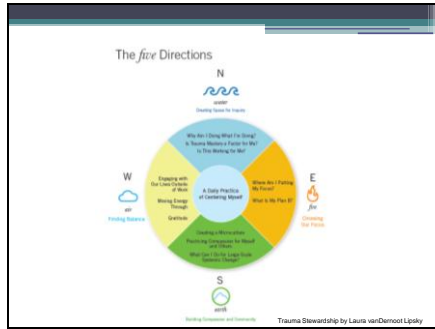 The five Directions
N
water
Creating Space for Inquiry
Why Am I Doing What I'm Doing?
Is Trauma Mastery a Factor for Me?
Is This Working for Me?
W
air
Finding Balance
Engaging with
Our Lives Outside
of Work
Moving Energy
Through
Gratitude
A Daily Practice
of Centering Myself
Where Am I Putting
My Focus?
What Is My Plan B?
E
fire
Choosing
Our Focus
Creating a Microculture
Practicing Compassion for Myself
and Others
What Can I Do for Large-Scale
Systemic Change?
S
earth
Building Compassion and Community
Trauma Stewardship by Laura vanDernoot Lipsky